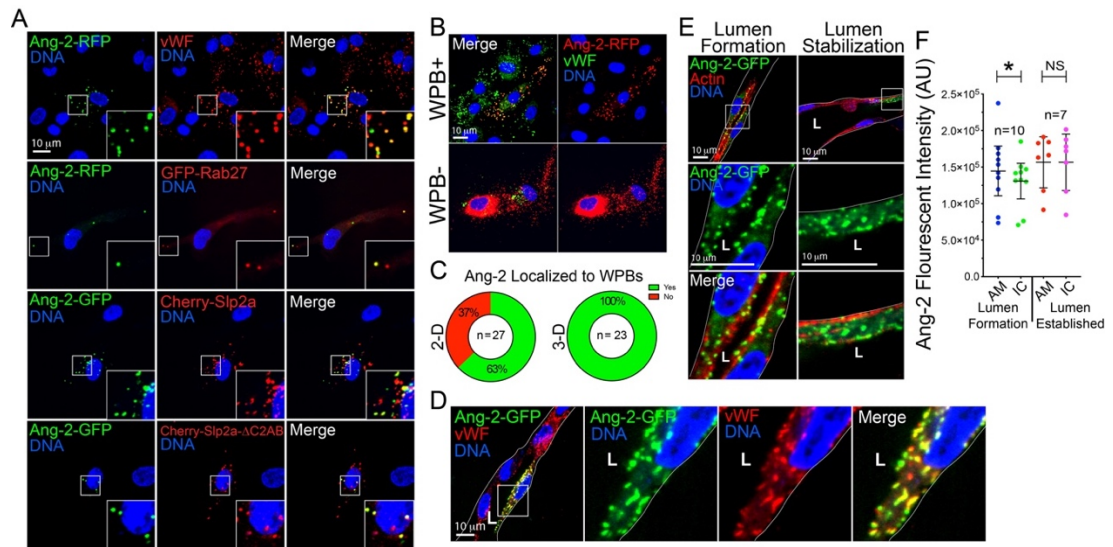 A
Ang-2-RFP
DNA
vWF
DNA
Merge
10 μm
Ang-2-RFP
DNA
GFP-Rab27
DNA
Merge
Ang-2-GFP
DNA
Cherry-Slp2a
DNA
Merge
Ang-2-GFP
DNA
Cherry-Slp2a-ΔC2AB
DNA
Merge
B
WPB+
Merge
Ang-2-RFP
vWF
DNA
10 μm
WPB-
C
Ang-2 Localized to WPBs
Yes
No
2-D
37%
n=27
63%
3-D
100%
n=23
D
Ang-2-GFP
vWF
DNA
L
10 μm
Ang-2-GFP
DNA
L
vWF
DNA
L
Merge
L
E
Lumen
Formation
Lumen
Stabilization
Ang-2-GFP
Actin
DNA
10 μm
L
10 μm
Ang-2-GFP
DNA
L
10 μm
L
10 μm
Merge
L
L
F
Ang-2 Flourescent Intensity (AU)
2.5×10⁵
2.0×10⁵
1.5×10⁵
1.0×10⁵
5.0×10⁴
0.0
*
NS
n=10
n=7
AM
IC
AM
IC
Lumen
Formation
Lumen
Established